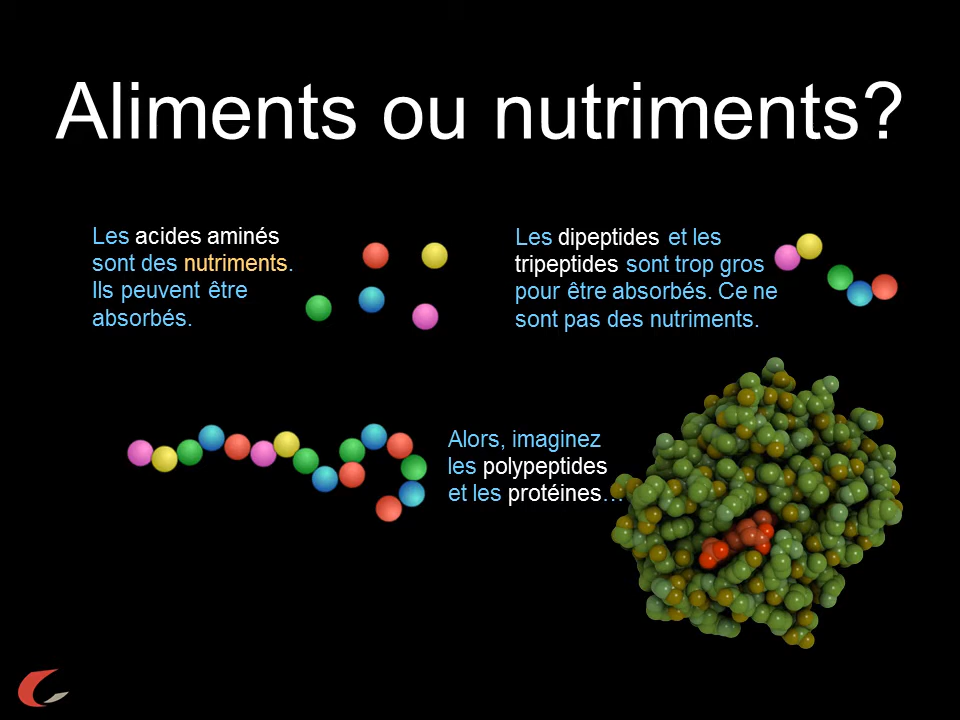 Aliments ou nutriments?
Les acides aminés
sont des nutriments.
Ils peuvent être
absorbés.
Les dipeptides et les
tripeptides sont trop gros
pour être absorbés. Ce ne
sont pas des nutriments.
Alors, imaginez
les polypeptides
et les protéines…